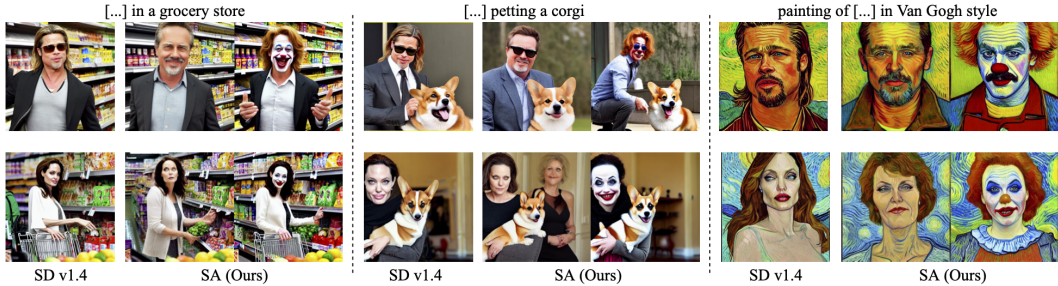 [...] in a grocery store
[...] petting a corgi
painting of [...] in Van Gogh style
SD v1.4
SA (Ours)
SD v1.4
SA (Ours)
SD v1.4
SA (Ours)